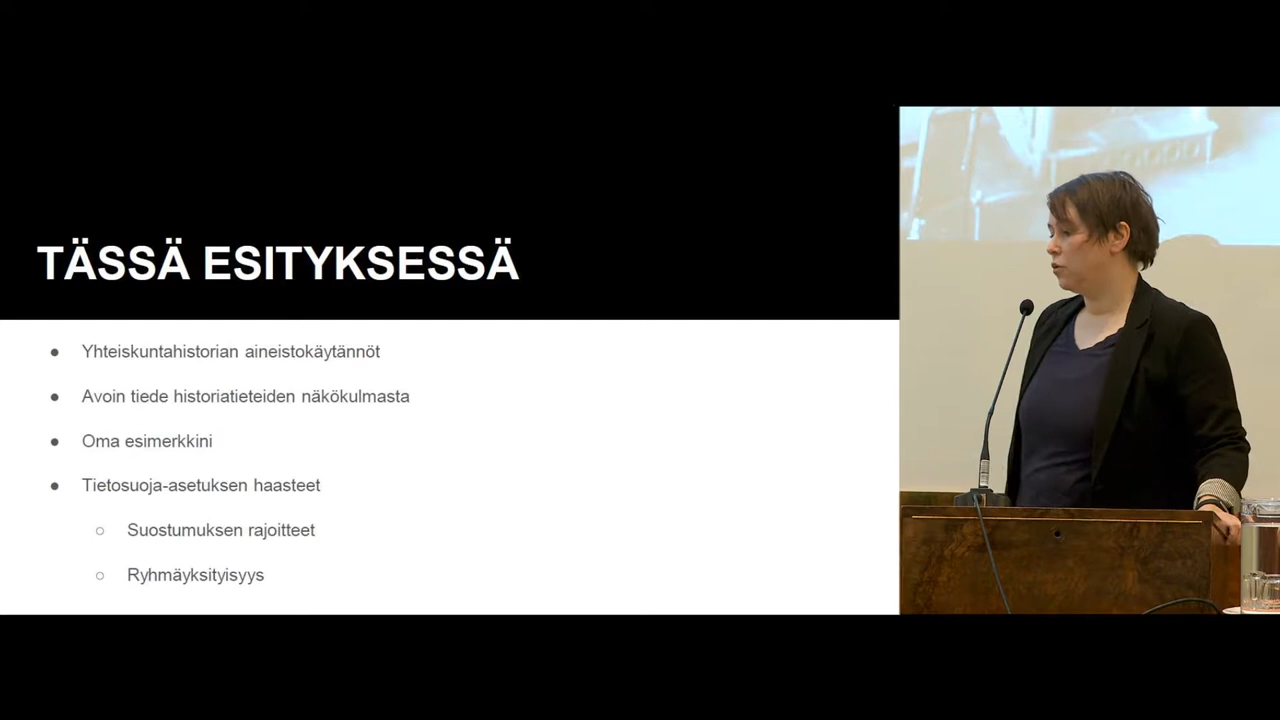 TÄSSÄ ESITYKSESSÄ
Yhteiskuntahistorian aineistokäytännöt
Avoin tiede historiatieteiden näkökulmasta
Oma esimerkkini
Tietosuoja-asetuksen haasteet
Suostumuksen rajoitteet
Ryhmäyksityisyys